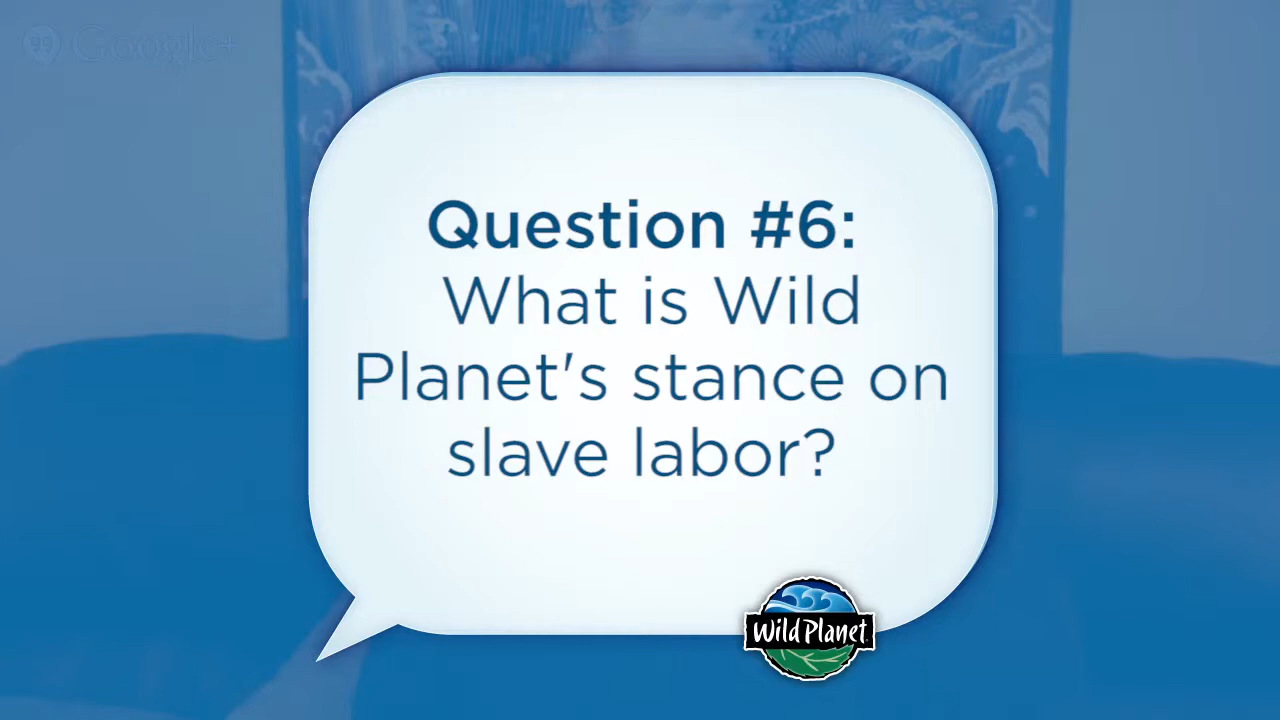 Google+
Question #6:
What is Wild
Planet's stance on
slave labor?
Wild Planet